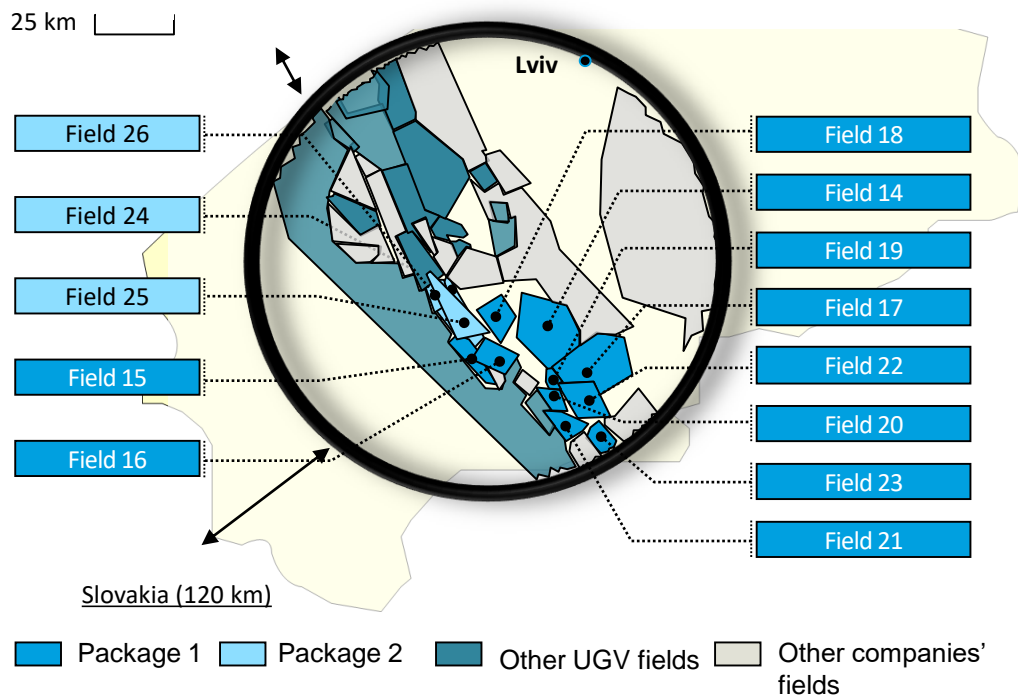 25 km
Lviv
Field 26
Field 24
Field 25
Field 15
Field 16
Field 18
Field 14
Field 19
Field 17
Field 22
Field 20
Field 23
Field 21
Slovakia (120 km)
Package 1
Package 2
Other UGV fields
Other companies’
fields